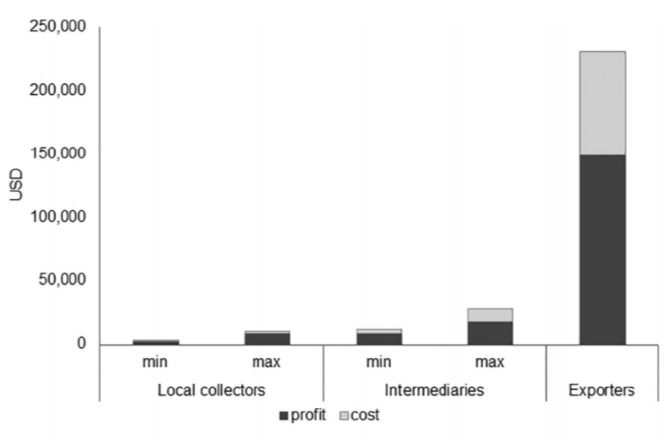 250,000
200,000
150,000
100,000
50,000
0
USD
min max min max
Local collectors Intermediaries Exporters
profit cost